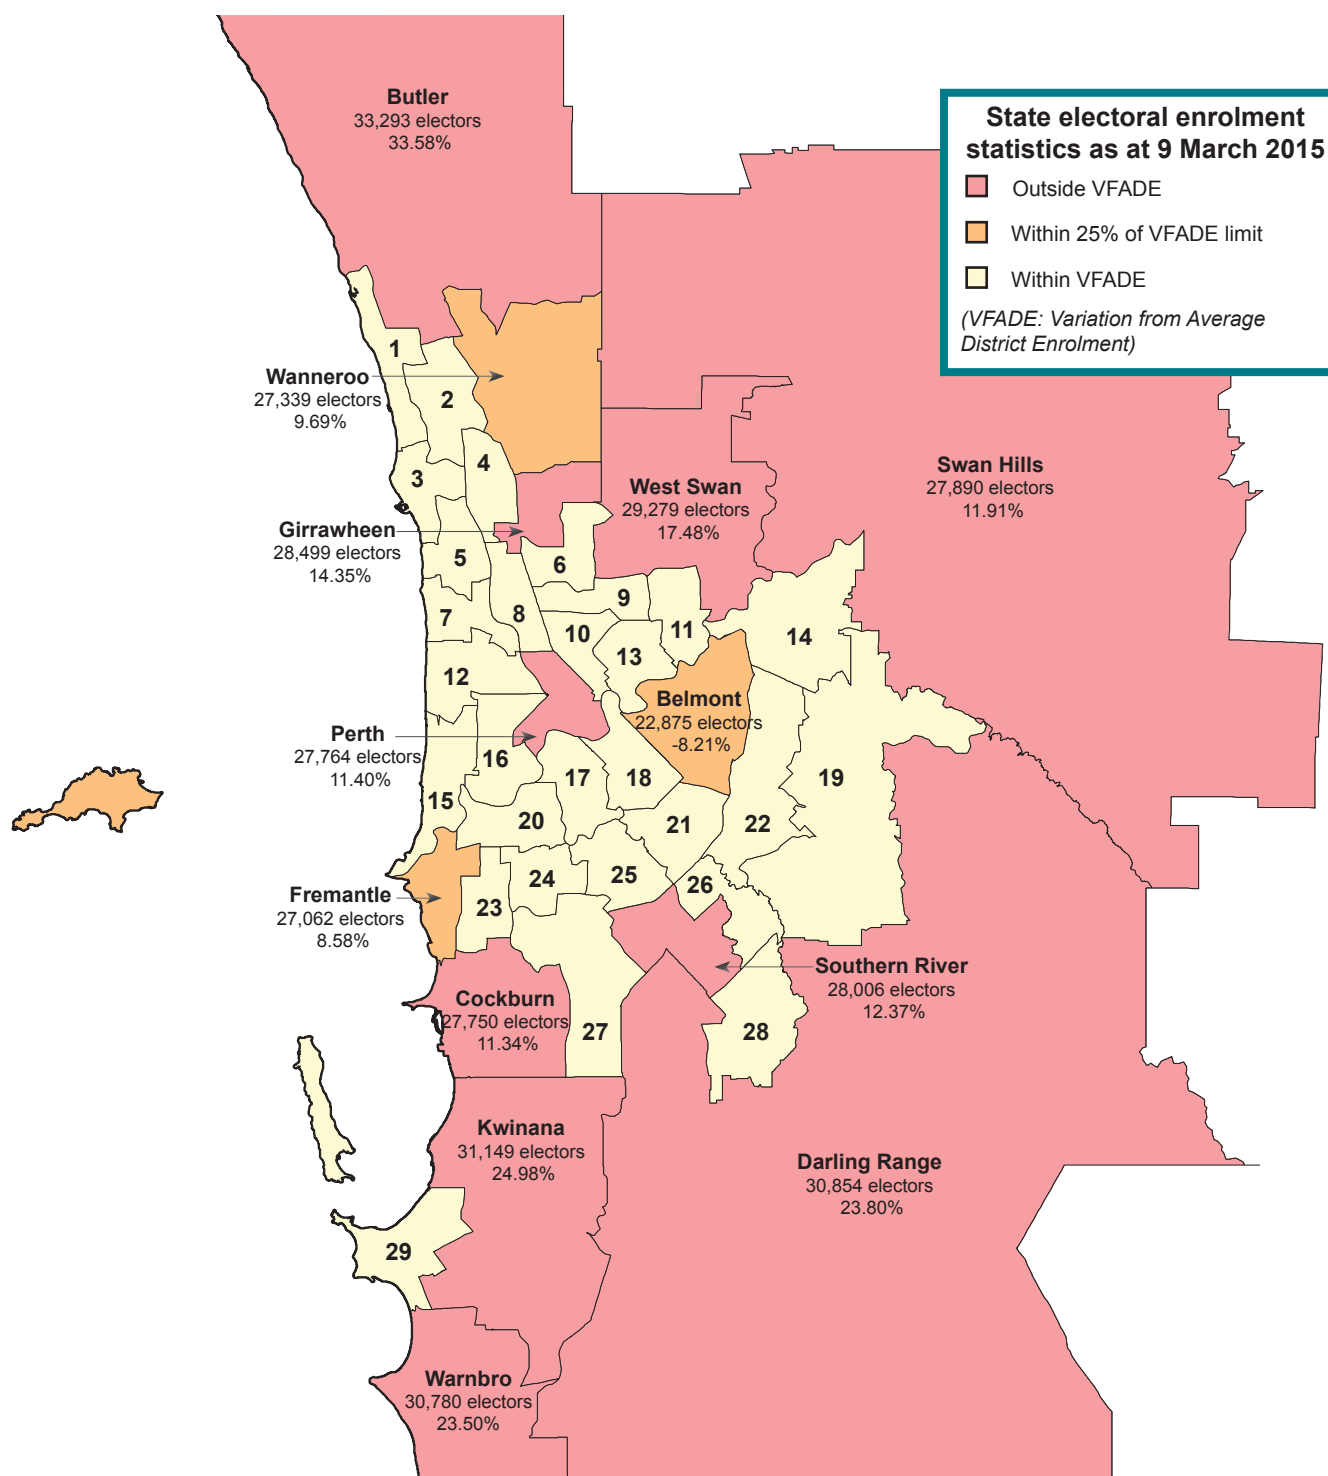 Butler
33,293 electors
33.58%
State electoral enrolment
statistics as at 9 March 2015
Outside VFADE
Within 25% of VFADE limit
Within VFADE
(VFADE: Variation from Average
District Enrolment)
1
Wanneroo
27,339 electors
9.69%
2
3
4
Swan Hills
27,890 electors
11.91%
West Swan
29,279 electors
17.48%
Girrawheen
28,499 electors
14.35%
5
6
7
8
9
10
11
12
13
14
Belmont
22,875 electors
-8.21%
Perth
27,764 electors
11.40%
15
16
17
18
19
20
21
22
Fremantle
27,062 electors
8.58%
23
24
25
26
Southern River
28,006 electors
12.37%
Cockburn
27,750 electors
11.34%
27
28
Kwinana
31,149 electors
24.98%
Darling Range
30,854 electors
23.80%
29
Warnbro
30,780 electors
23.50%